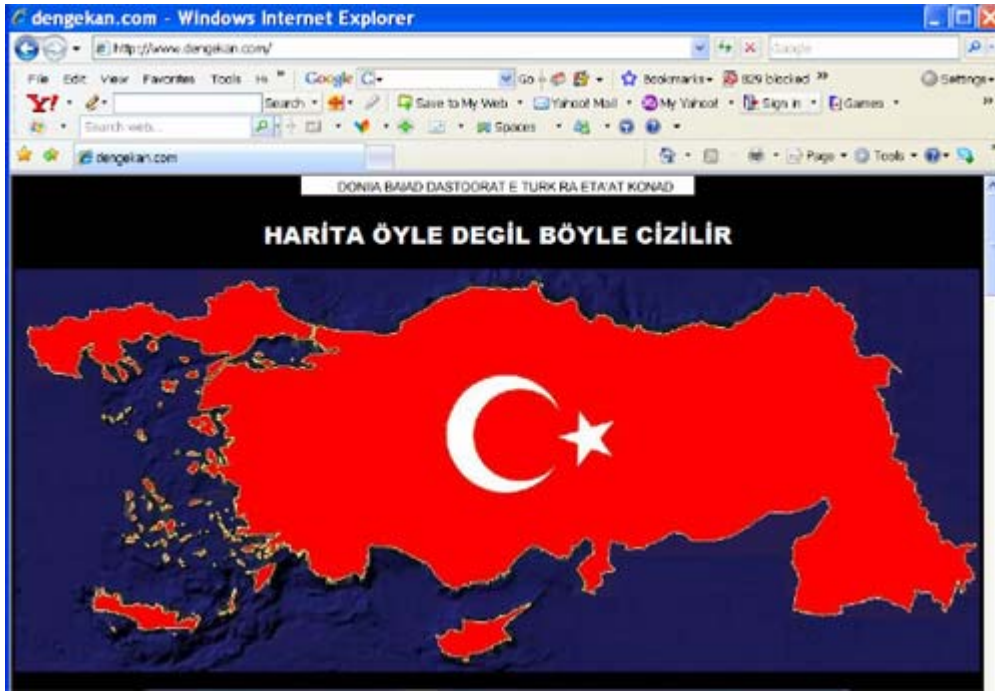 dengekan.com - Windows Internet Explorer
http://www.dengekan.com/ Google
File Edit View Favorites Tools H » Google G Go Bookmarks 829 blocked » Settings
Y! Search Save to My Web Yahoo! Mail My Yahoo! Sign in Games »
Search web... Spaces
dengekan.com Page Tools »
DONIIA BAIAD DASTOORAT E TURK RA ETA'AT KONAD
HARİTA ÖYLE DEGİL BÖYLE CİZİLİR